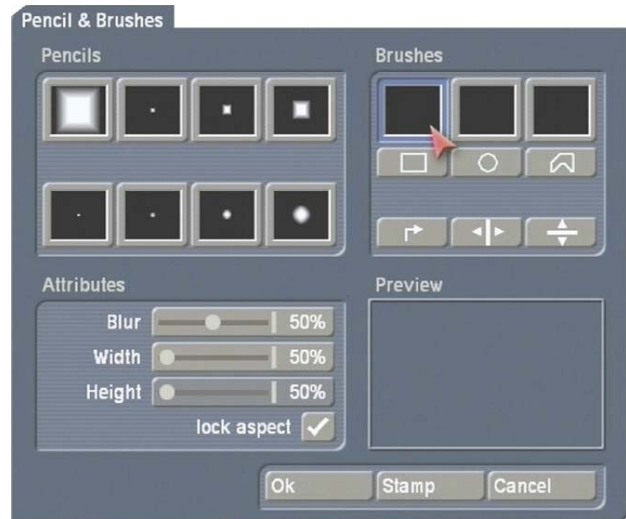 Pencil & Brushes
Pencils
Brushes
Attributes
Blur 50%
Width 50%
Height 50%
lock aspect
Preview
Ok Stamp Cancel